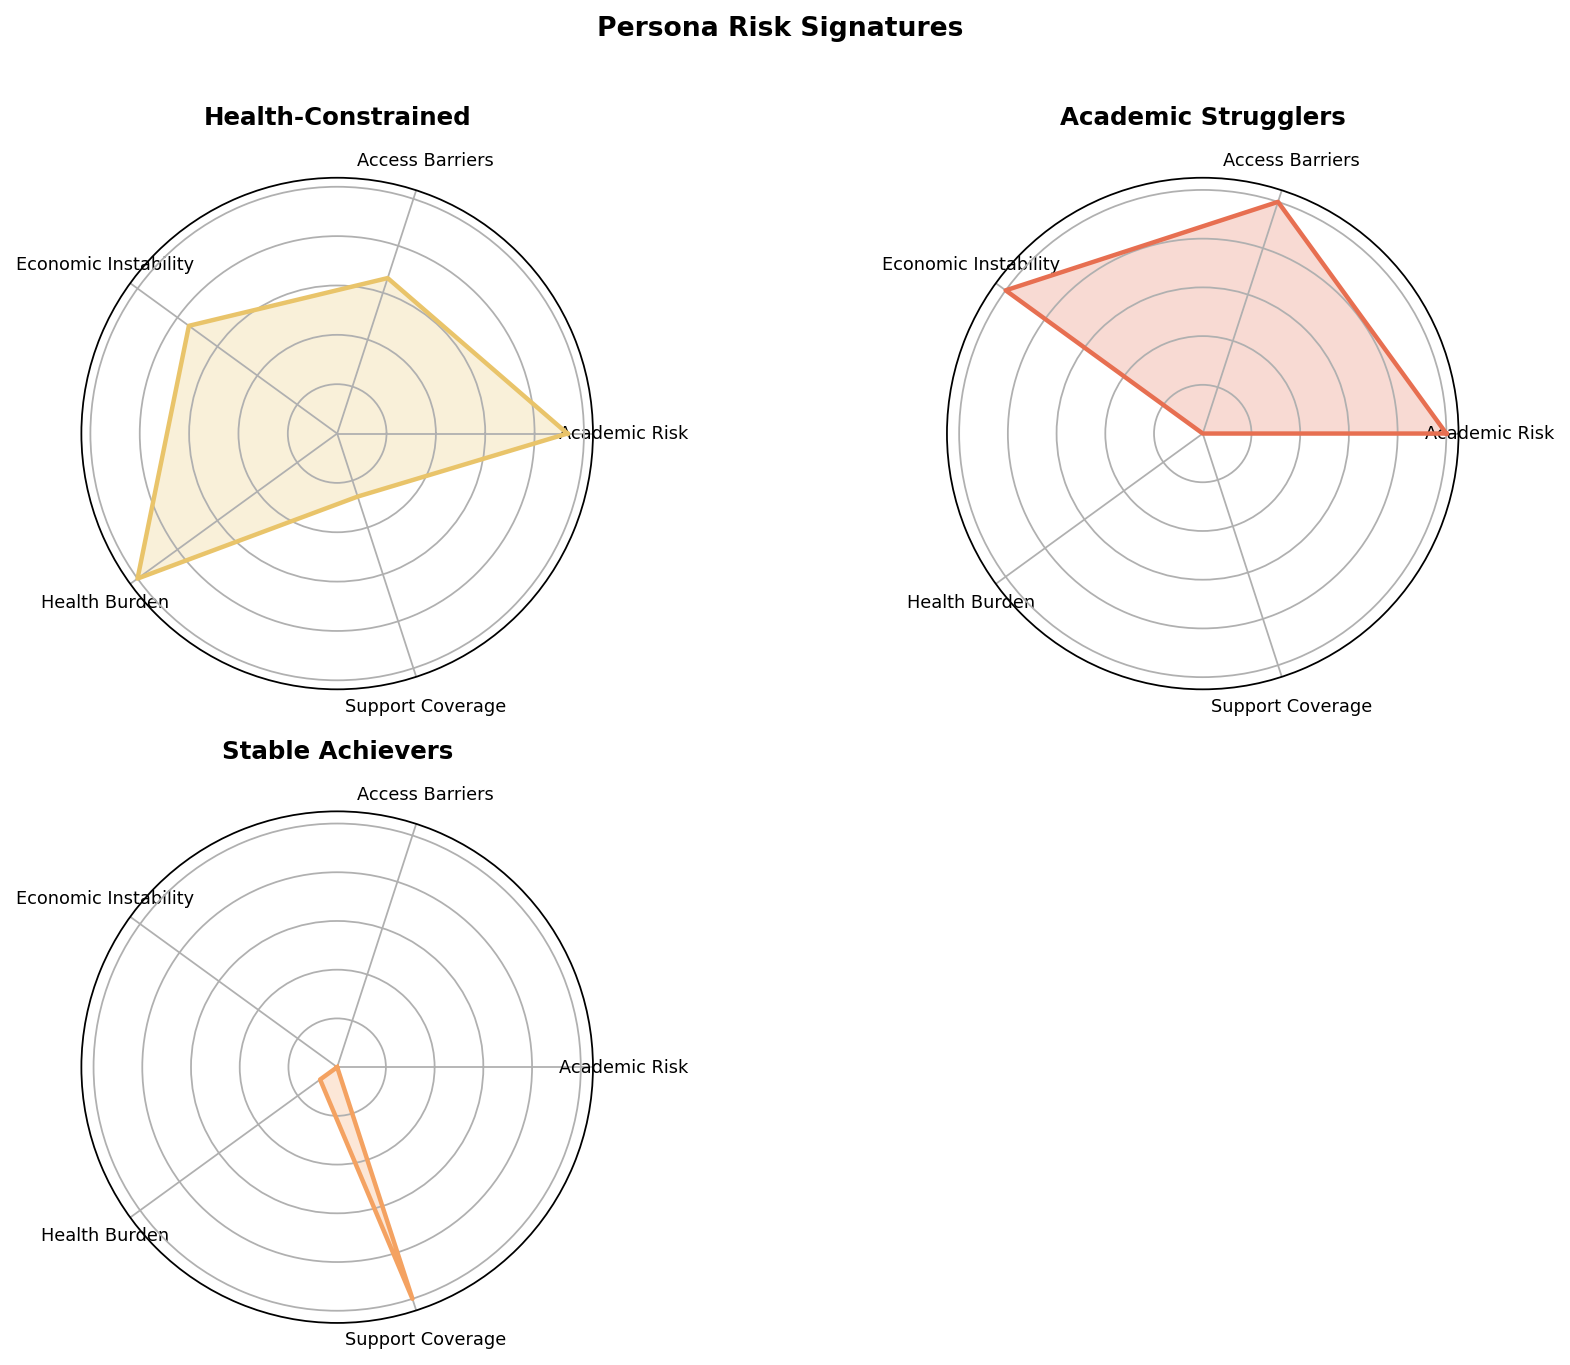 Persona Risk Signatures
Health-Constrained
Access Barriers
Economic Instability
Academic Risk
Health Burden
Support Coverage
Academic Strugglers
Access Barriers
Economic Instability
Academic Risk
Health Burden
Support Coverage
Stable Achievers
Access Barriers
Economic Instability
Academic Risk
Health Burden
Support Coverage